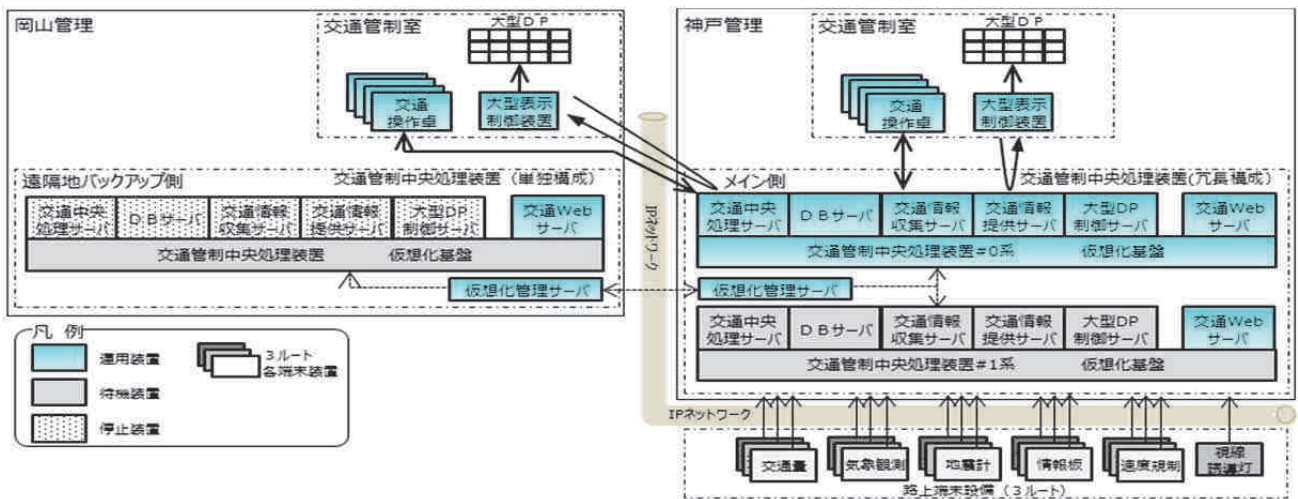 岡山管理
交通管制室
大型DP
交通
操作卓
大型表示
制御装置
遠隔地バックアップ側
交通管制中央処理装置(単独構成)
交通中央
処理サーバ
DBサーバ
交通情報
収集サーバ
交通情報
提供サーバ
大型DP
制御サーバ
交通Web
サーバ
交通管制中央処理装置 仮想化基盤
仮想化管理サーバ
凡 例
運用装置
待機装置
停止装置
3ルート
各端末装置
IPネットワーク
神戸管理
交通管制室
大型DP
交通
操作卓
大型表示
制御装置
メイン側
交通管制中央処理装置(冗長構成)
交通中央
処理サーバ
DBサーバ
交通情報
収集サーバ
交通情報
提供サーバ
大型DP
制御サーバ
交通Web
サーバ
交通管制中央処理装置#0系 仮想化基盤
仮想化管理サーバ
交通中央
処理サーバ
DBサーバ
交通情報
収集サーバ
交通情報
提供サーバ
大型DP
制御サーバ
交通Web
サーバ
交通管制中央処理装置#1系 仮想化基盤
IPネットワーク
交通量
気象観測
地震計
情報板
速度規制
視線
誘導灯
路上端末設備(3ルート)